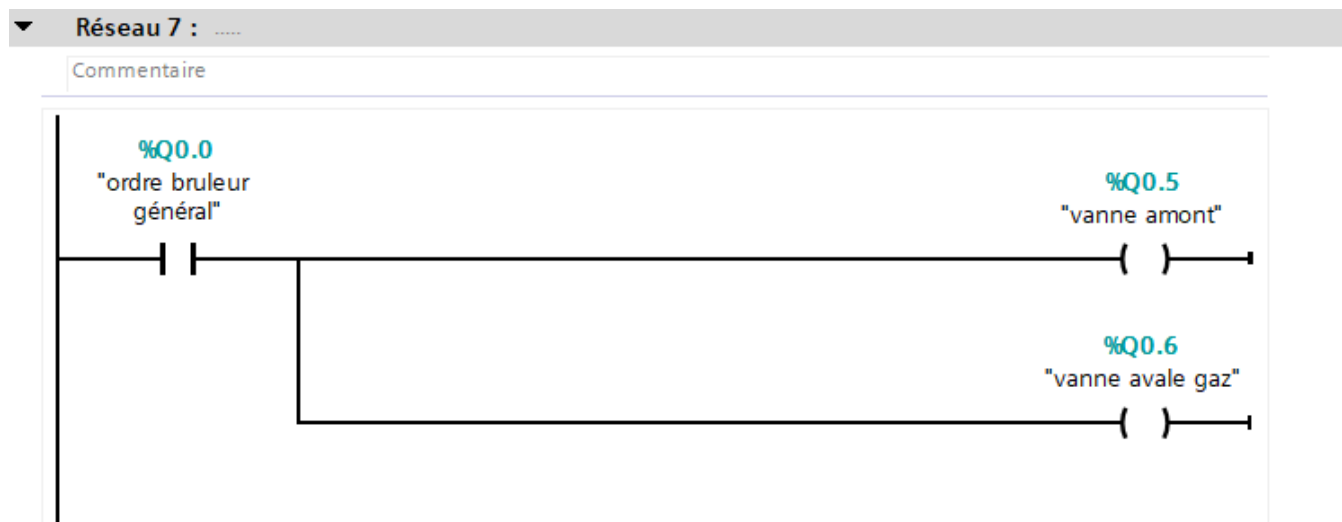 Réseau 7 : .....
Commentaire
%Q0.0
"ordre bruleur
général"
%Q0.5
"vanne amont"
%Q0.6
"vanne avale gaz"